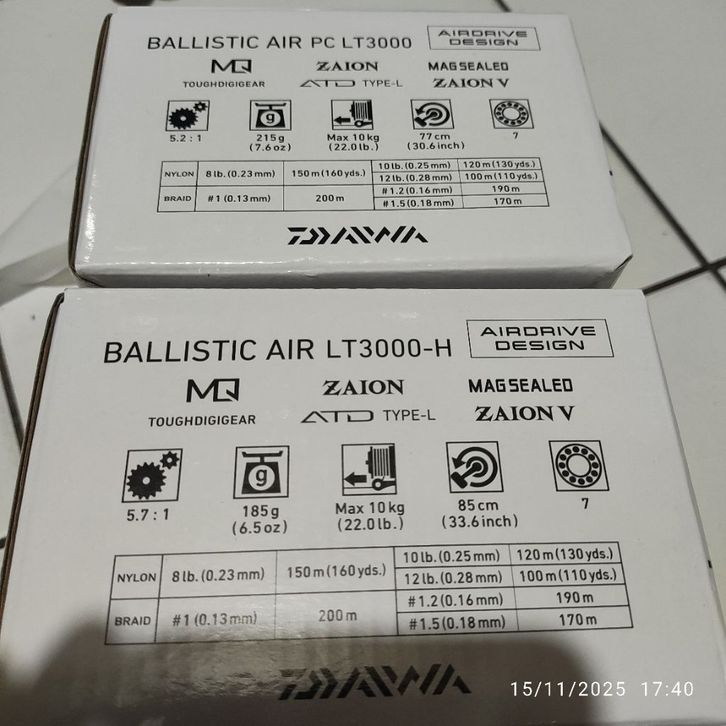 BALLISTIC AIR PC LT3000 AIRDRIVE DESIGN
MQ ZAION MAGSEALED
TOUGHDIGIGEAR ATD TYPE-L ZAION V
g
5.2 : 1 215g Max 10kg 77cm 7
(7.6oz) (22.0lb.) (30.6inch)
NYLON 8lb.(0.23mm) 150m(160yds.) 10lb.(0.25mm) 120m(130yds.)
12lb.(0.28mm) 100m(110yds.)
BRAID #1(0.13mm) 200m #1.2(0.16mm) 190m
#1.5(0.18mm) 170m
DAIWA
BALLISTIC AIR LT3000-H AIRDRIVE DESIGN
MQ ZAION MAGSEALED
TOUGHDIGIGEAR ATD TYPE-L ZAION V
g
5.7 : 1 185g Max 10kg 85cm 7
(6.5oz) (22.0lb.) (33.6inch)
NYLON 8lb.(0.23mm) 150m(160yds.) 10lb.(0.25mm) 120m(130yds.)
12lb.(0.28mm) 100m(110yds.)
BRAID #1(0.13mm) 200m #1.2(0.16mm) 190m
#1.5(0.18mm) 170m
DAIWA
15/11/2025 17:40